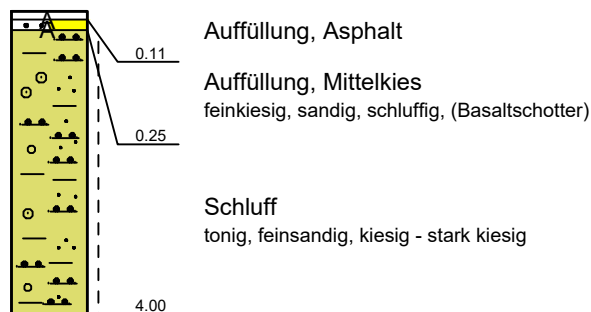 A
A
Auffüllung, Asphalt
0.11
Auffüllung, Mittelkies
feinkiesig, sandig, schluffig, (Basaltschotter)
0.25
Schluff
tonig, feinsandig, kiesig - stark kiesig
4.00